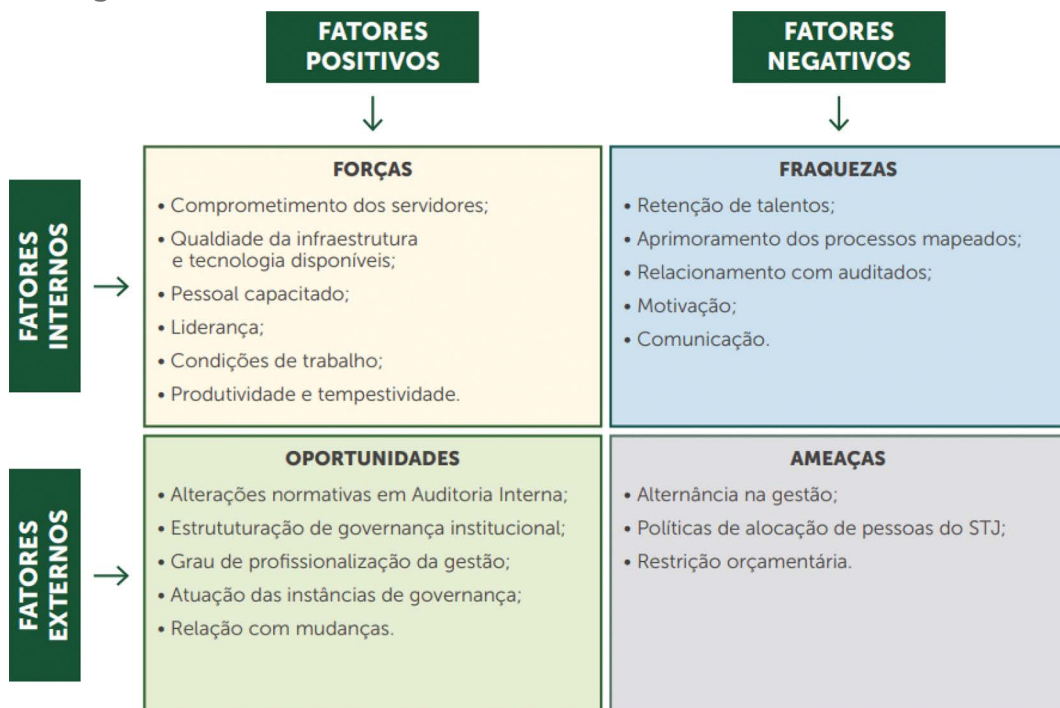 FATORES
POSITIVOS
FATORES
NEGATIVOS
FATORES
INTERNOS
FORÇAS
• Comprometimento dos servidores;
• Qualdiade da infraestrutura
e tecnologia disponíveis;
• Pessoal capacitado;
• Liderança;
• Condições de trabalho;
• Produtividade e tempestividade.
FRAQUEZAS
• Retenção de talentos;
• Aprimoramento dos processos mapeados;
• Relacionamento com auditados;
• Motivação;
• Comunicação.
FATORES
EXTERNOS
OPORTUNIDADES
• Alterações normativas em Auditoria Interna;
• Estrututuração de governança institucional;
• Grau de profissionalização da gestão;
• Atuação das instâncias de governança;
• Relação com mudanças.
AMEAÇAS
• Alternância na gestão;
• Políticas de alocação de pessoas do STJ;
• Restrição orçamentária.